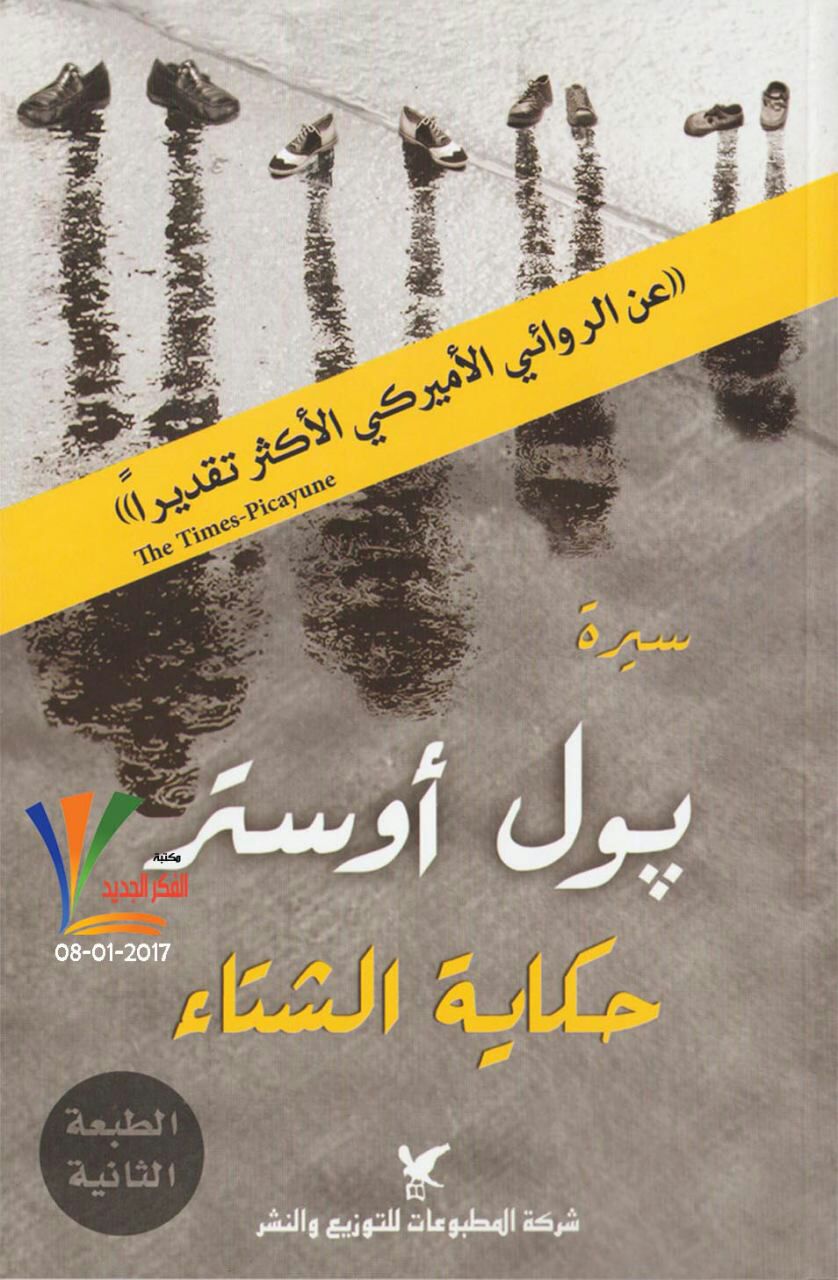 ((عن الروائي الأميركي الأكثر تقديراً))
The Times-Picayune
سيرة
پول أوستر
مكتبة
الفكر الجديد
08-01-2017
حكاية الشتاء
الطبعة
الثانية
شركة المطبوعات للتوزيع والنشر